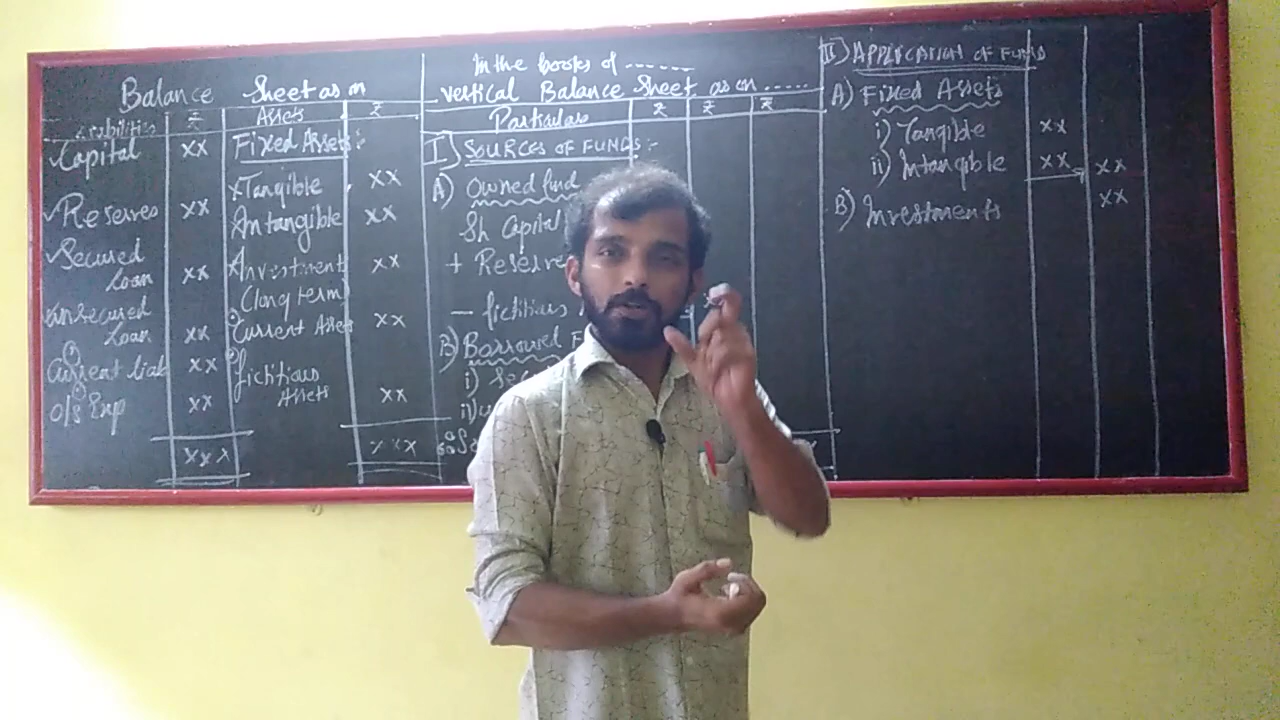 Balance Sheet as on
Liabilities ₹ Assets ₹
Capital xx Fixed Assets:-
Tangible xx
Reserves xx Intangible xx
Secured Loan xx Investment (long term) xx
Unsecured Loan xx Current Assets xx
Current liab xx fictitious Assets xx
O/s Exp xx
xxx xxx
In the books of ......
vertical Balance Sheet as on .....
Particulars ₹ ₹ ₹
I) SOURCES OF FUNDS:-
A) Owned fund
Sh Capital
+ Reserve
- fictitious
B) Borrowed
i)
ii)
II) APPLICATION OF FUND
A) Fixed Assets
i) Tangible xx
ii) Intangible xx xx
B) Investments xx